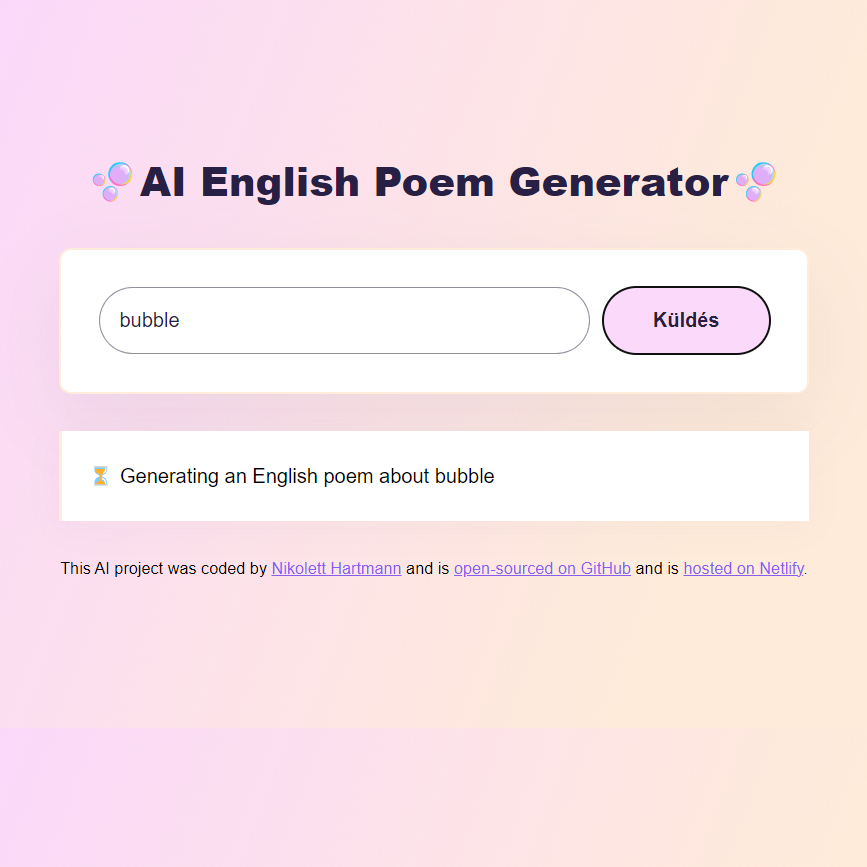 AI English Poem Generator
bubble
Küldés
Generating an English poem about bubble
This AI project was coded by Nikolett Hartmann and is open-sourced on GitHub and is hosted on Netlify.